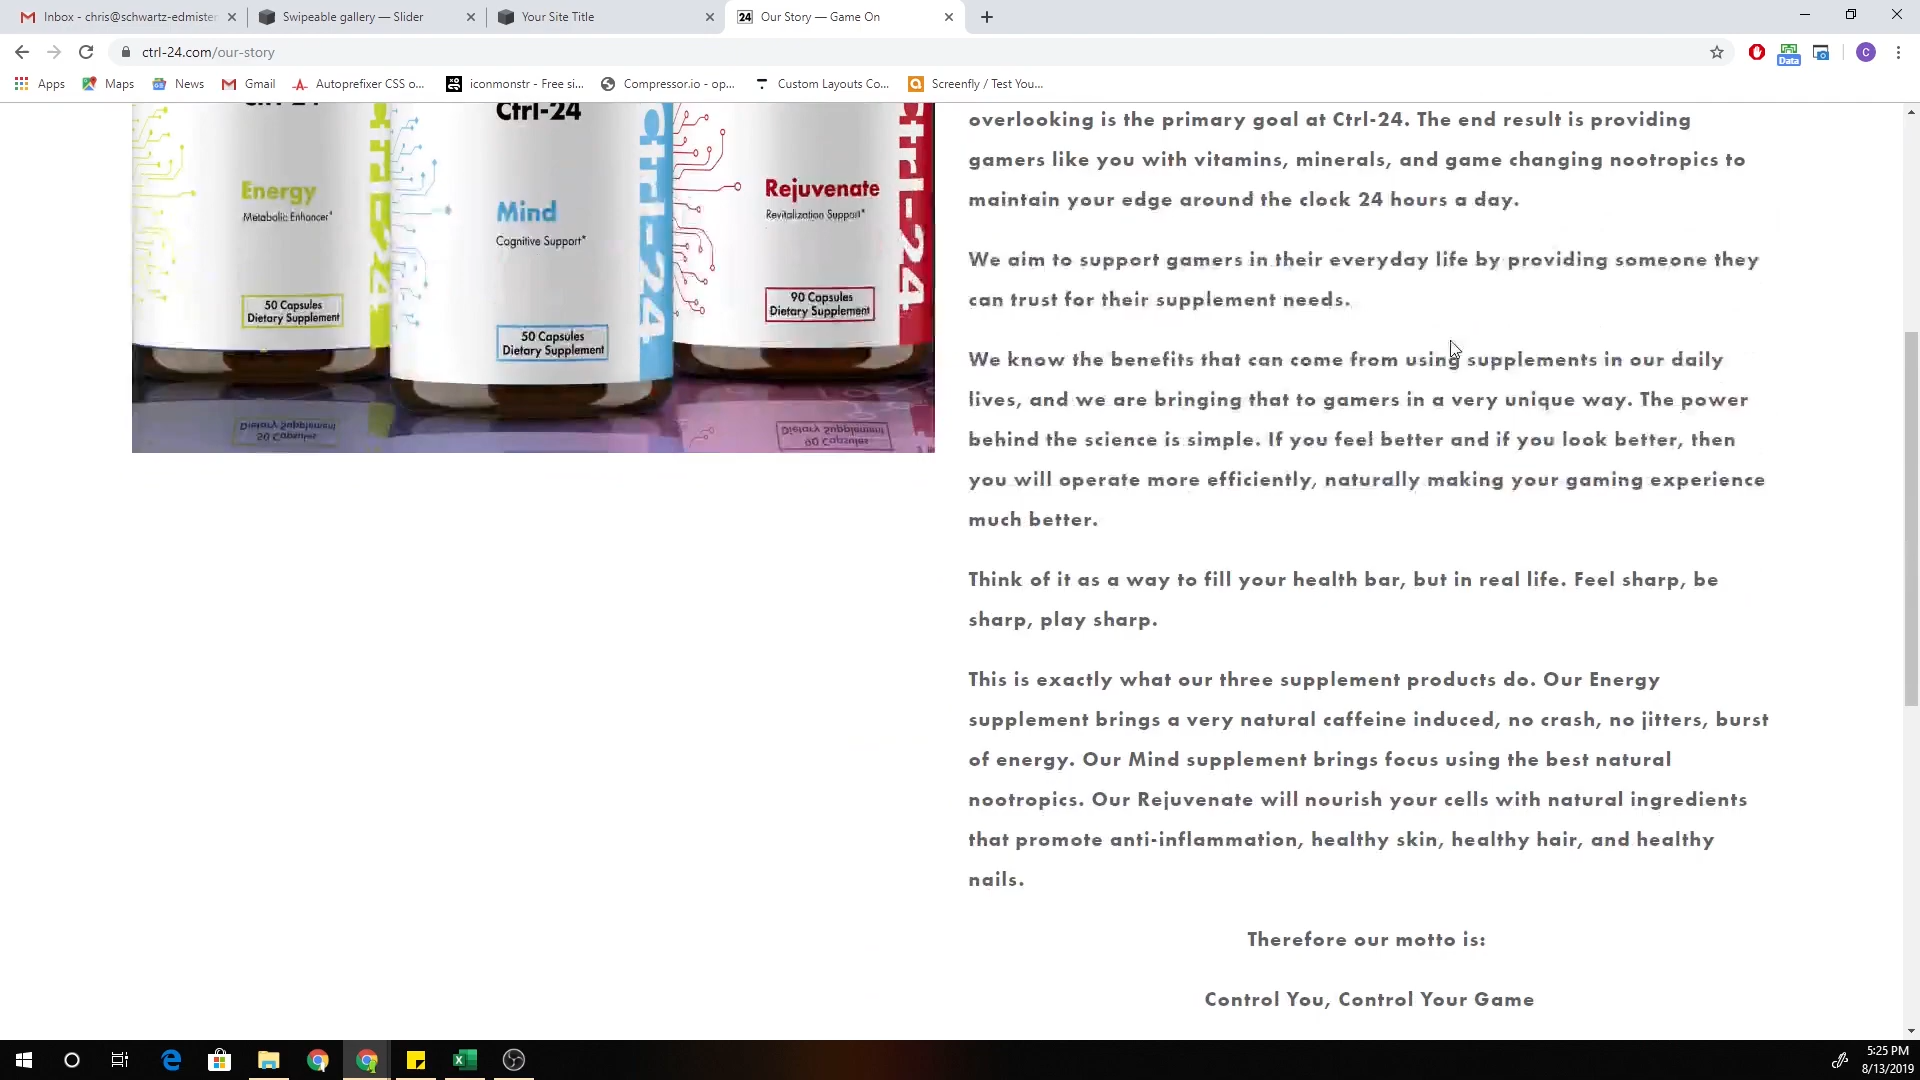 Inbox - chris@schwartz-edmister
Swipeable gallery — Slider
Your Site Title
24 Our Story — Game On
ctrl-24.com/our-story
Data
C
Apps
Maps
News
Gmail
Autoprefixer CSS o...
iconmonstr - Free si...
Compressor.io - op...
Custom Layouts Co...
Screenfly / Test You...
Energy
Metabolic Enhancer*
50 Capsules
Dietary Supplement
Ctrl-24
Ctrl-24
Mind
Cognitive Support*
50 Capsules
Dietary Supplement
Ctrl-24
Rejuvenate
Revitalization Support*
90 Capsules
Dietary Supplement
Ctrl-24
overlooking is the primary goal at Ctrl-24. The end result is providing
gamers like you with vitamins, minerals, and game changing nootropics to
maintain your edge around the clock 24 hours a day.
We aim to support gamers in their everyday life by providing someone they
can trust for their supplement needs.
We know the benefits that can come from using supplements in our daily
lives, and we are bringing that to gamers in a very unique way. The power
behind the science is simple. If you feel better and if you look better, then
you will operate more efficiently, naturally making your gaming experience
much better.
Think of it as a way to fill your health bar, but in real life. Feel sharp, be
sharp, play sharp.
This is exactly what our three supplement products do. Our Energy
supplement brings a very natural caffeine induced, no crash, no jitters, burst
of energy. Our Mind supplement brings focus using the best natural
nootropics. Our Rejuvenate will nourish your cells with natural ingredients
that promote anti-inflammation, healthy skin, healthy hair, and healthy
nails.
Therefore our motto is:
Control You, Control Your Game
5:25 PM
8/13/2019